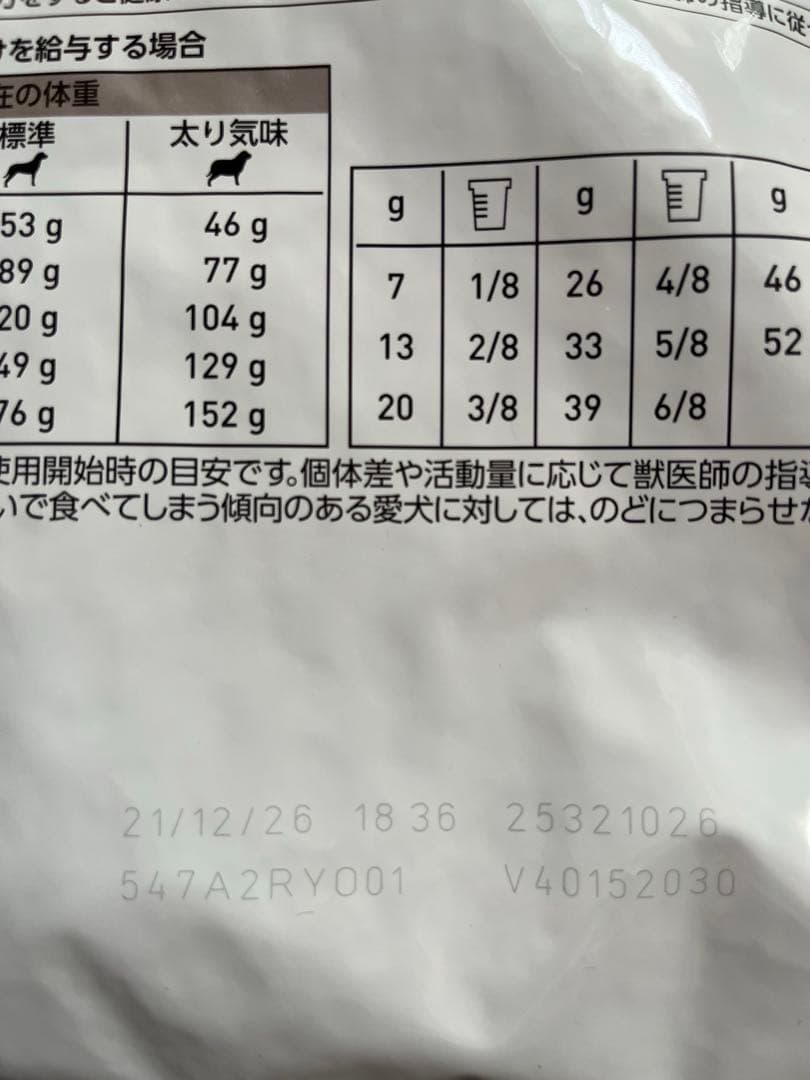 の指導に従
を給与する場合
在の体重
標準 太り気味
53 g 46 g
89 g 77 g
20 g 104 g
49 g 129 g
76 g 152 g
g g g
7 1/8 26 4/8 46
13 2/8 33 5/8 52
20 3/8 39 6/8
使用開始時の目安です。個体差や活動量に応じて獣医師の指導
いで食べてしまう傾向のある愛犬に対しては、のどにつまらせな
21/12/26 18 36 25321026
547A2RYO01 V40152030